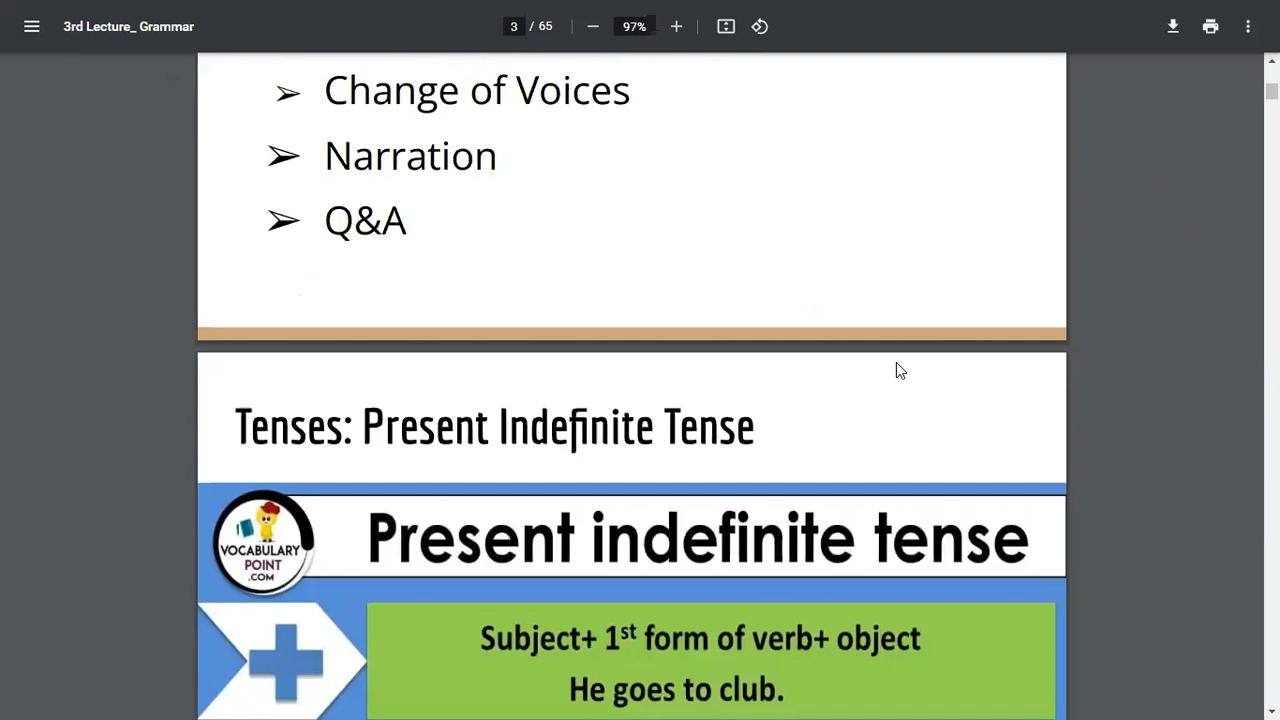 3rd Lecture_ Grammar
3 / 65
97%
➢ Change of Voices
➢ Narration
➢ Q&A
Tenses: Present Indefinite Tense
VOCABULARY
POINT
.COM
Present indefinite tense
Subject+ 1st form of verb+ object
He goes to club.